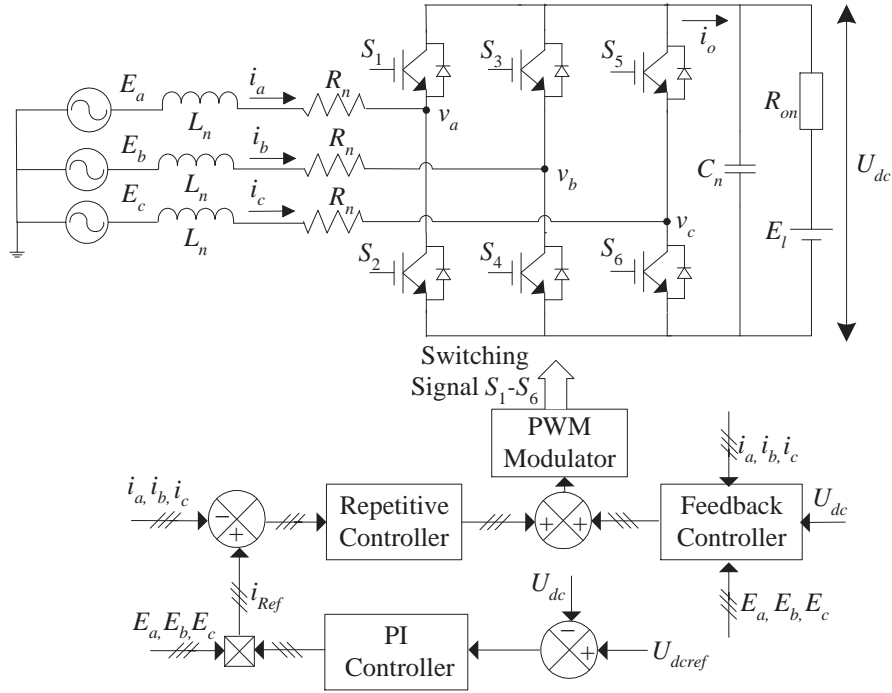 S1
S3
S5
io
Ea
ia
Rn
Ln
va
Ron
Udc
Eb
ib
Rn
Ln
vb
Cn
Ec
ic
Rn
Ln
vc
El
S2
S4
S6
Switching
Signal S1-S6
PWM
Modulator
ia, ib, ic
ia, ib, ic
−
+
Repetitive
Controller
+
+
Feedback
Controller
Udc
iRef
Udc
Ea, Eb, Ec
Ea, Eb, Ec
PI
Controller
−
+
Udcref